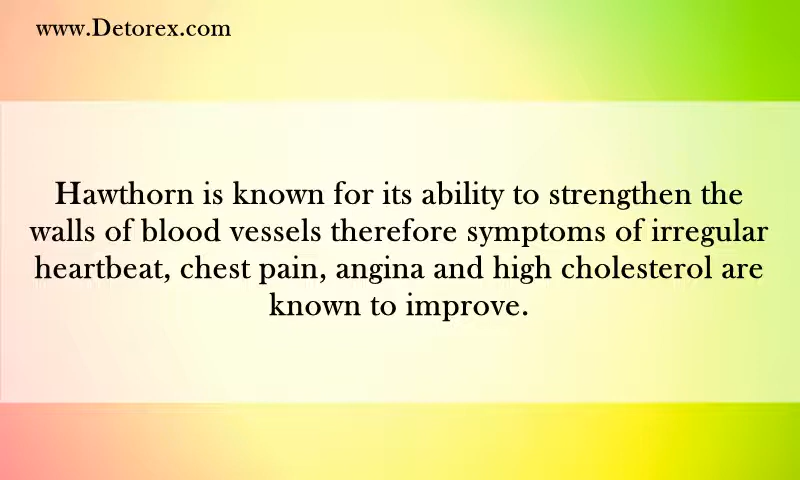 www.Detorex.com
Hawthorn is known for its ability to strengthen the
walls of blood vessels therefore symptoms of irregular
heartbeat, chest pain, angina and high cholesterol are
known to improve.